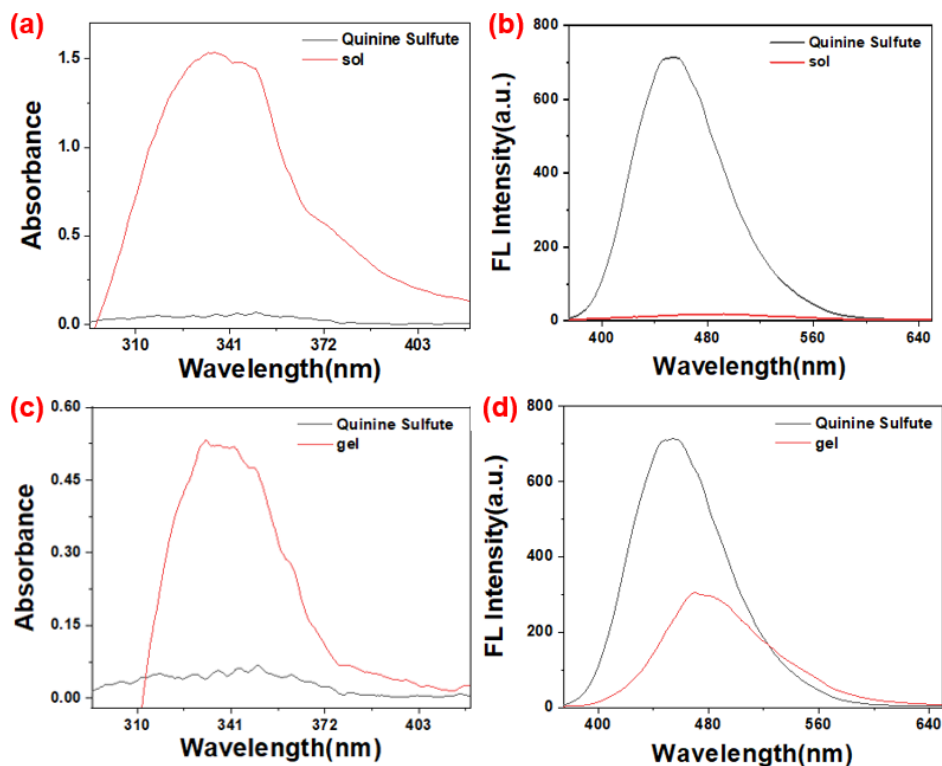 (a)
Quinine Sulfute
sol
1.5
1.0
0.5
0.0
Absorbance
310 341 372 403
Wavelength(nm)
(b)
800
Quinine Sulfute
sol
600
400
200
0
FL Intensity(a.u.)
400 480 560 640
Wavelength(nm)
(c)
0.60
Quinine Sulfute
gel
0.45
0.30
0.15
0.00
Absorbance
310 341 372 403
Wavelength(nm)
(d)
800
Quinine Sulfute
gel
600
400
200
0
FL Intensity(a.u.)
400 480 560 640
Wavelength(nm)